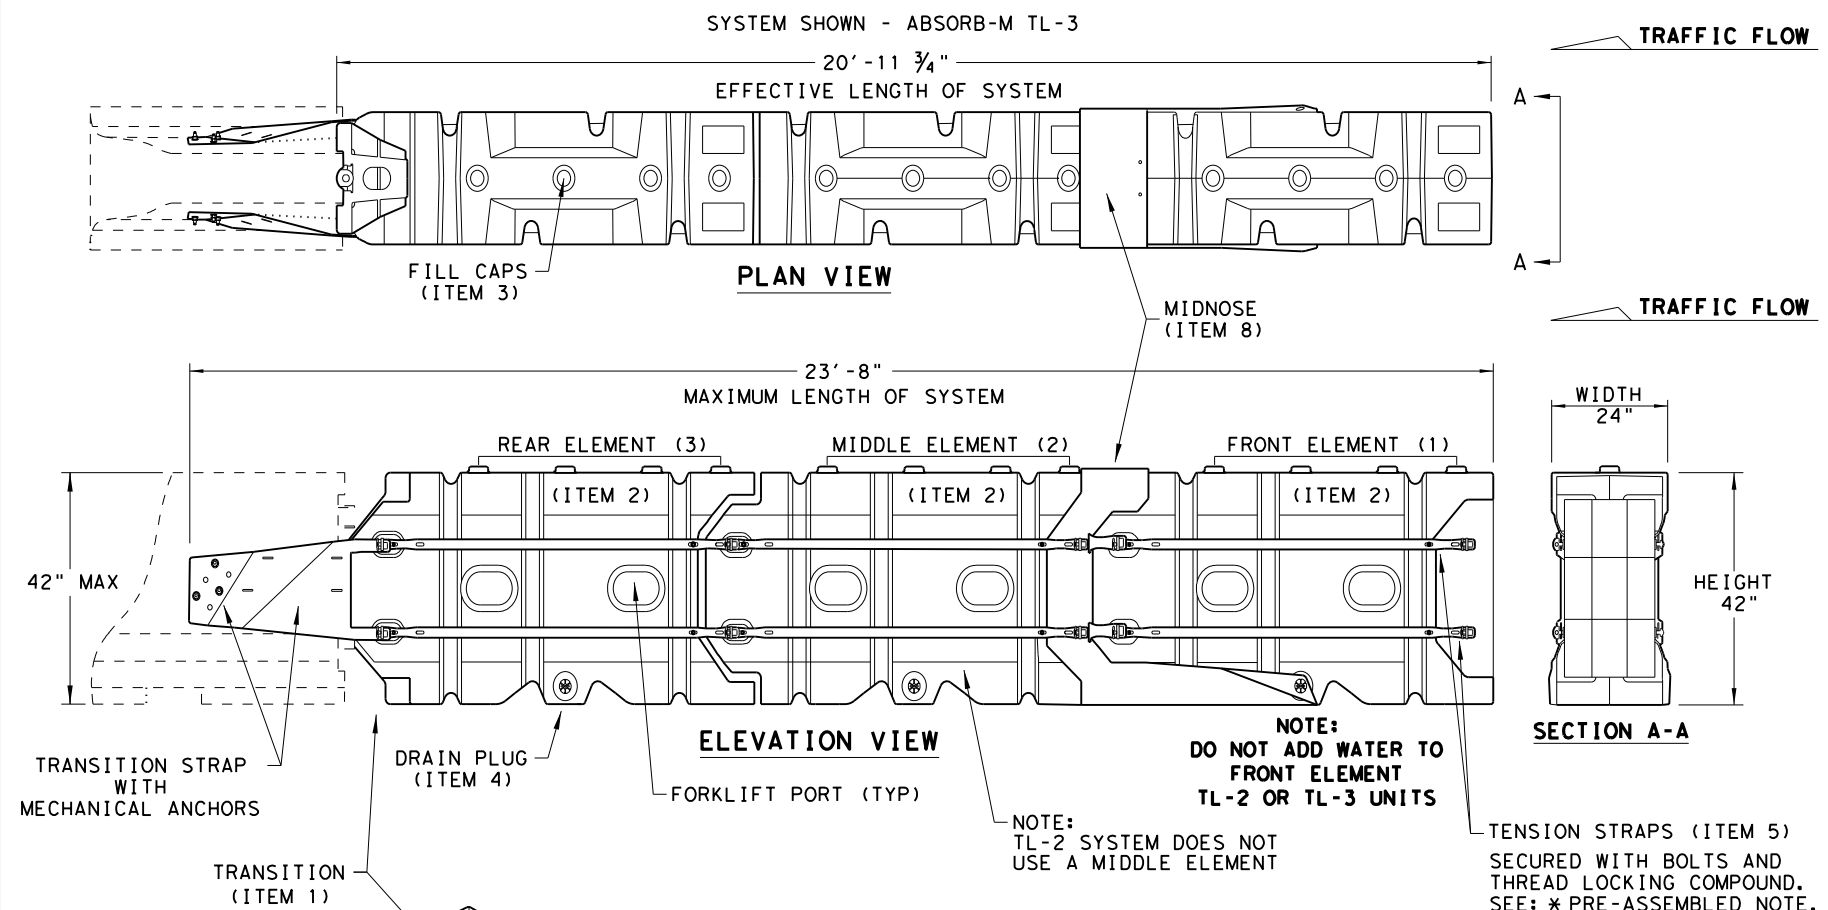 SYSTEM SHOWN - ABSORB-M TL-3
TRAFFIC FLOW
20'-11 3/4"
EFFECTIVE LENGTH OF SYSTEM
A
A
FILL CAPS
(ITEM 3)
PLAN VIEW
MIDNOSE
(ITEM 8)
TRAFFIC FLOW
23'-8"
MAXIMUM LENGTH OF SYSTEM
WIDTH
24"
REAR ELEMENT (3)
MIDDLE ELEMENT (2)
FRONT ELEMENT (1)
(ITEM 2)
(ITEM 2)
(ITEM 2)
42" MAX
HEIGHT
42"
ELEVATION VIEW
SECTION A-A
NOTE:
DO NOT ADD WATER TO
FRONT ELEMENT
TL-2 OR TL-3 UNITS
TRANSITION STRAP
WITH
MECHANICAL ANCHORS
DRAIN PLUG
(ITEM 4)
FORKLIFT PORT (TYP)
NOTE:
TL-2 SYSTEM DOES NOT
USE A MIDDLE ELEMENT
TENSION STRAPS (ITEM 5)
SECURED WITH BOLTS AND
THREAD LOCKING COMPOUND.
SEE: * PRE-ASSEMBLED NOTE.
TRANSITION
(ITEM 1)